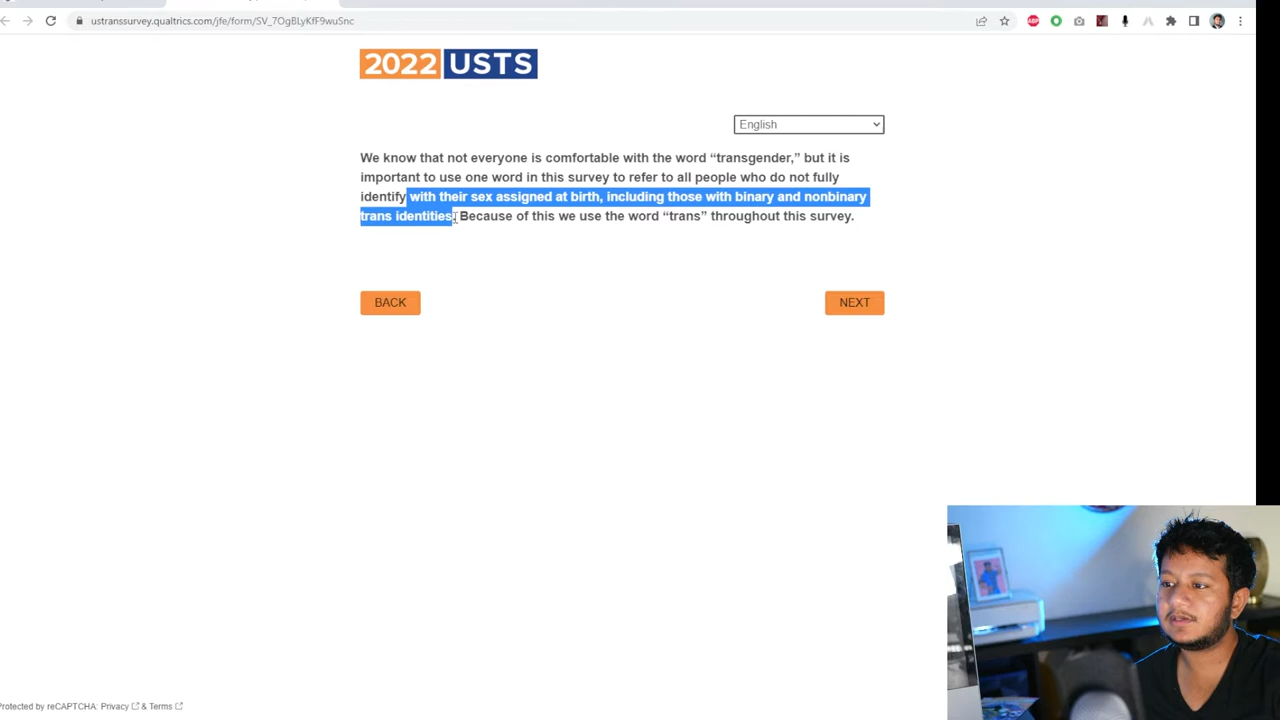 ustranssurvey.qualtrics.com/jfe/form/SV_7OgBLyKfF9wuSnc
ABP
2022 USTS
English
We know that not everyone is comfortable with the word “transgender,” but it is
important to use one word in this survey to refer to all people who do not fully
identify with their sex assigned at birth, including those with binary and nonbinary
trans identities. Because of this we use the word “trans” throughout this survey.
BACK
NEXT
Protected by reCAPTCHA: Privacy & Terms